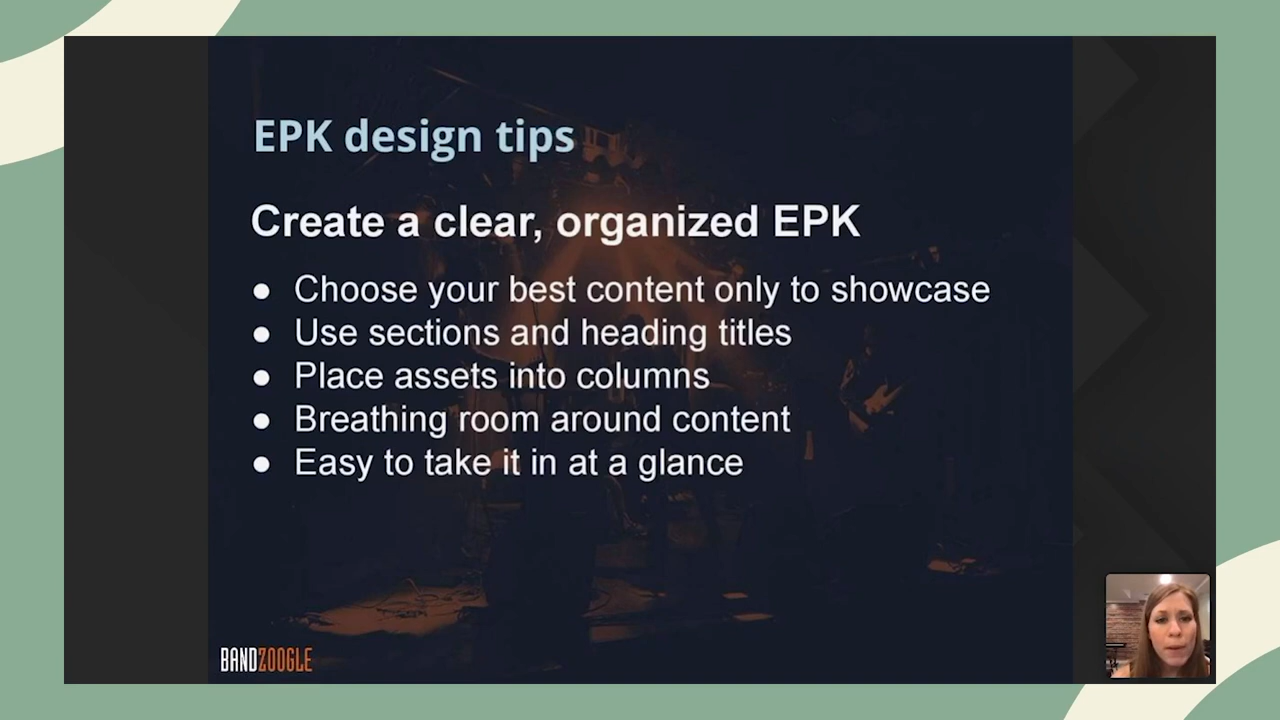 EPK design tips
Create a clear, organized EPK
● Choose your best content only to showcase
● Use sections and heading titles
● Place assets into columns
● Breathing room around content
● Easy to take it in at a glance
BANDZOOGLE